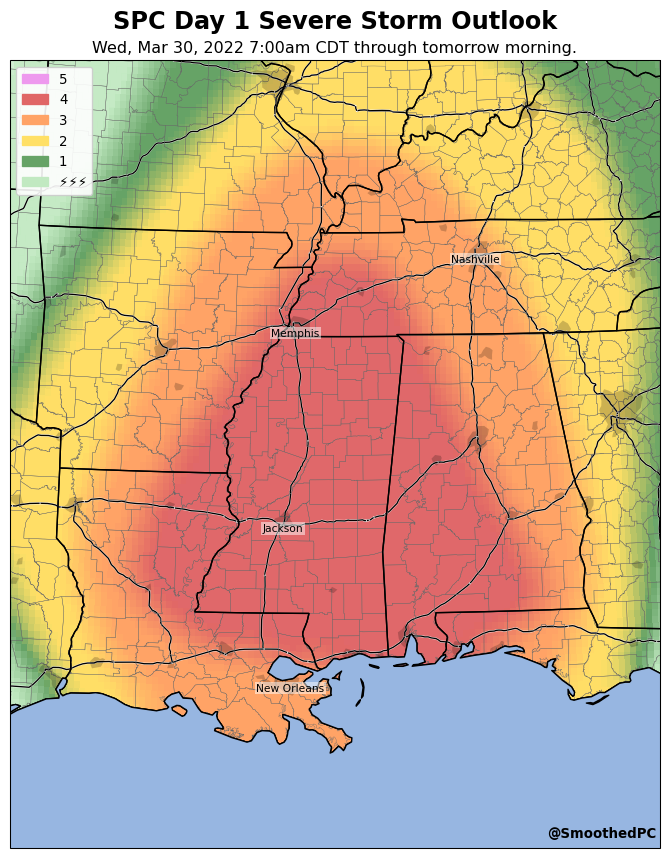 SPC Day 1 Severe Storm Outlook
Wed, Mar 30, 2022 7:00am CDT through tomorrow morning.
5
4
3
2
1
⚡⚡⚡
Nashville
Memphis
Jackson
New Orleans
@SmoothedPC